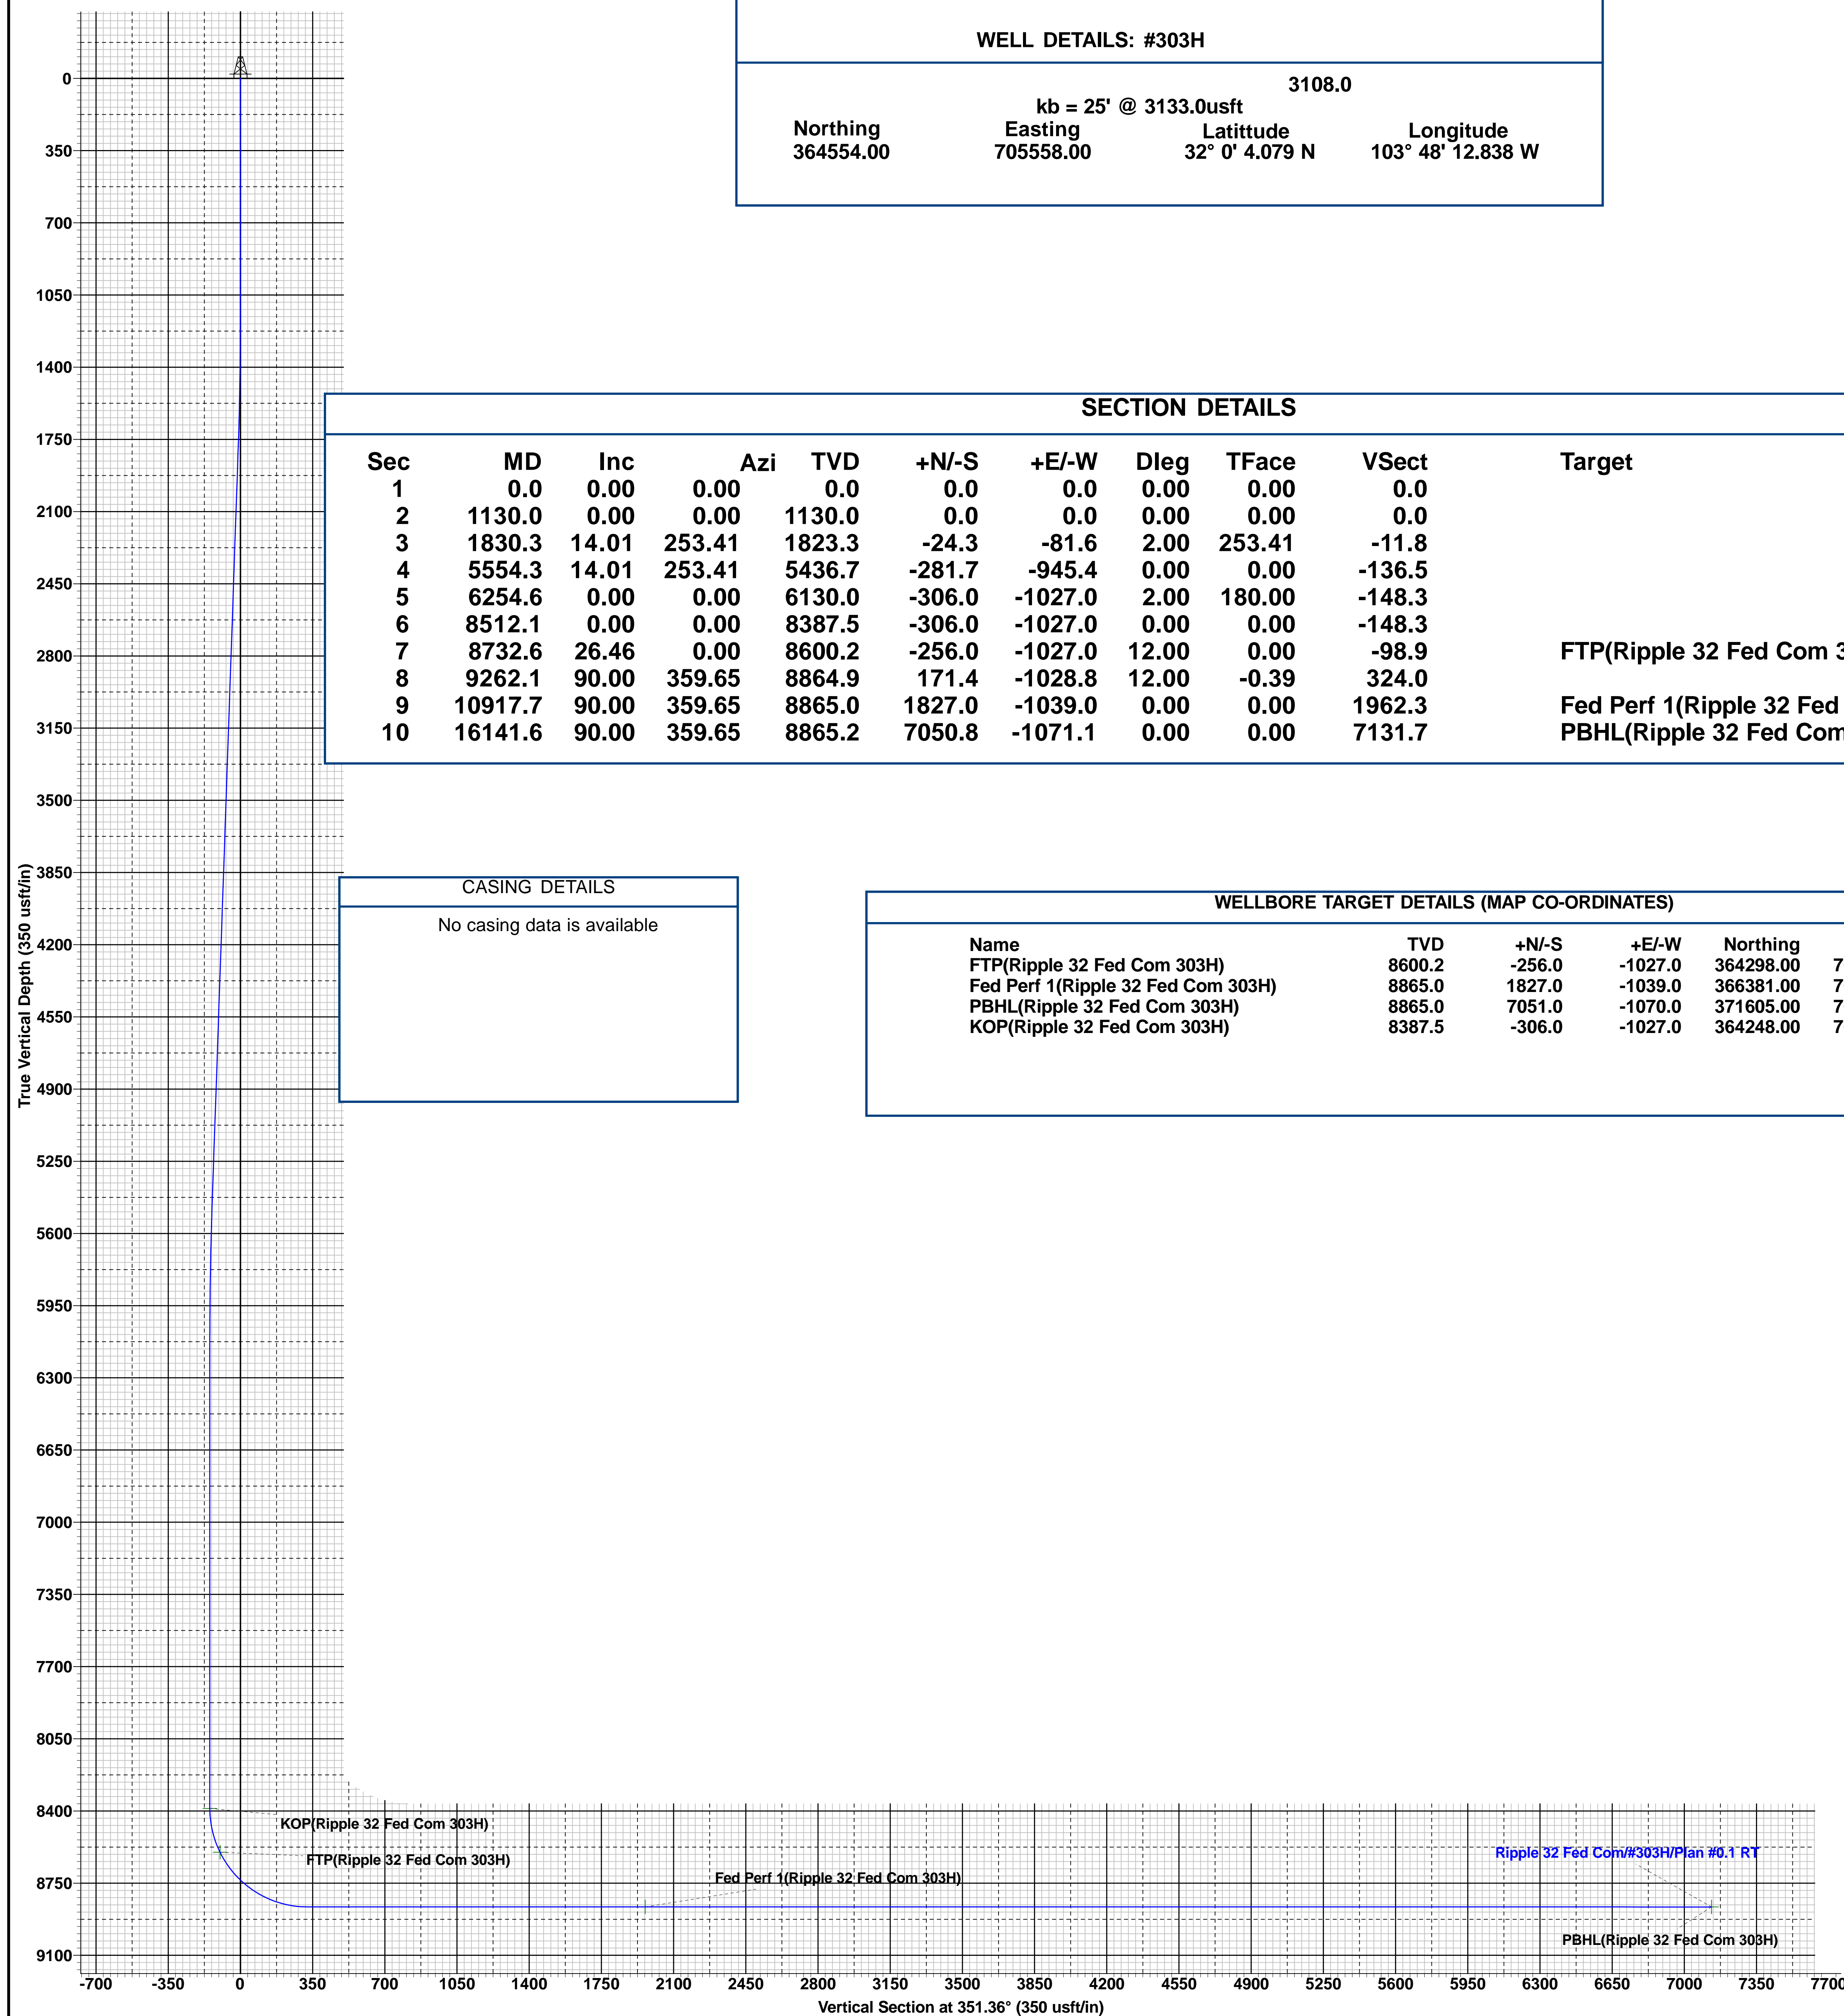 WELL DETAILS: #303H
3108.0
kb = 25' @ 3133.0usft
Northing Easting Latittude Longitude
364554.00 705558.00 32° 0' 4.079 N 103° 48' 12.838 W
SECTION DETAILS
Sec MD Inc Azi TVD +N/-S +E/-W Dleg TFace VSect Target
1 0.0 0.00 0.00 0.0 0.0 0.0 0.00 0.00 0.0
2 1130.0 0.00 0.00 1130.0 0.0 0.0 0.00 0.00 0.0
3 1830.3 14.01 253.41 1823.3 -24.3 -81.6 2.00 253.41 -11.8
4 5554.3 14.01 253.41 5436.7 -281.7 -945.4 0.00 0.00 -136.5
5 6254.6 0.00 0.00 6130.0 -306.0 -1027.0 2.00 180.00 -148.3
6 8512.1 0.00 0.00 8387.5 -306.0 -1027.0 0.00 0.00 -148.3
7 8732.6 26.46 0.00 8600.2 -256.0 -1027.0 12.00 0.00 -98.9 FTP(Ripple 32 Fed Com 3
8 9262.1 90.00 359.65 8864.9 171.4 -1028.8 12.00 -0.39 324.0
9 10917.7 90.00 359.65 8865.0 1827.0 -1039.0 0.00 0.00 1962.3 Fed Perf 1(Ripple 32 Fed
10 16141.6 90.00 359.65 8865.2 7050.8 -1071.1 0.00 0.00 7131.7 PBHL(Ripple 32 Fed Com
CASING DETAILS
No casing data is available
WELLBORE TARGET DETAILS (MAP CO-ORDINATES)
Name TVD +N/-S +E/-W Northing
FTP(Ripple 32 Fed Com 303H) 8600.2 -256.0 -1027.0 364298.00 7
Fed Perf 1(Ripple 32 Fed Com 303H) 8865.0 1827.0 -1039.0 366381.00 7
PBHL(Ripple 32 Fed Com 303H) 8865.0 7051.0 -1070.0 371605.00 7
KOP(Ripple 32 Fed Com 303H) 8387.5 -306.0 -1027.0 364248.00 7
True Vertical Depth (350 usft/in)
0
350
700
1050
1400
1750
2100
2450
2800
3150
3500
3850
4200
4550
4900
5250
5600
5950
6300
6650
7000
7350
7700
8050
8400
8750
9100
KOP(Ripple 32 Fed Com 303H)
FTP(Ripple 32 Fed Com 303H)
Fed Perf 1(Ripple 32 Fed Com 303H)
Ripple 32 Fed Com/#303H/Plan #0.1 RT
PBHL(Ripple 32 Fed Com 303H)
-700 -350 0 350 700 1050 1400 1750 2100 2450 2800 3150 3500 3850 4200 4550 4900 5250 5600 5950 6300 6650 7000 7350 7700
Vertical Section at 351.36° (350 usft/in)